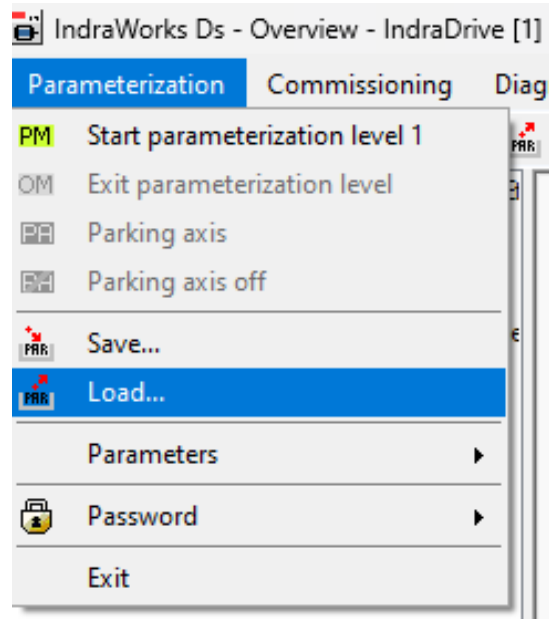 IndraWorks Ds - Overview - IndraDrive [1]
Parameterization Commissioning Diag
PM Start parameterization level 1
PAR
OM Exit parameterization level
PA Parking axis
Parking axis off
PAR Save...
PAR Load...
Parameters
Password
Exit